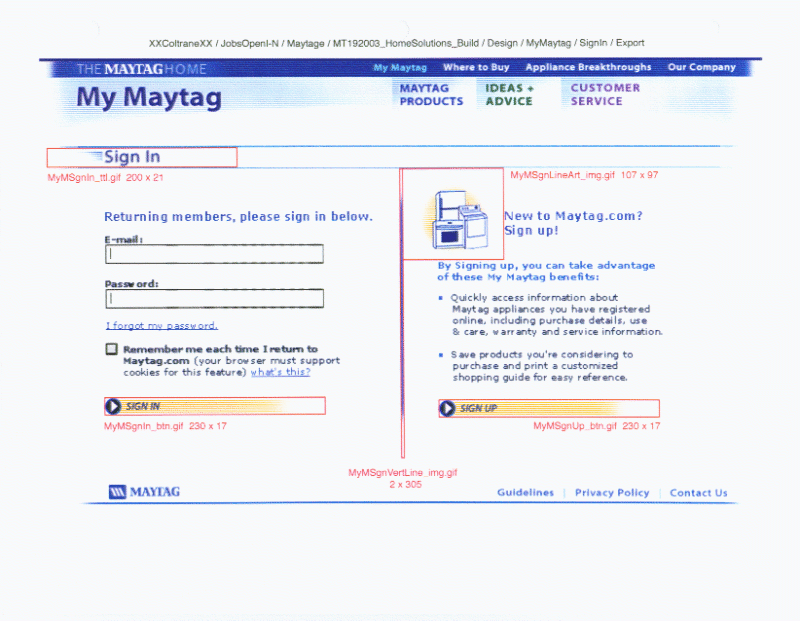 XXColtraneXX / JobsOpenI-N / Maytage / MT192003_HomeSolutions_Build / Design / MyMaytag / SignIn / Export
THE MAYTAG HOME
My Maytag Where to Buy Appliance Breakthroughs Our Company
My Maytag
MAYTAG PRODUCTS
IDEAS + ADVICE
CUSTOMER SERVICE
Sign In
MyMSgnIn_ttl.gif 200 x 21
MyMSgnLineArt_img.gif 107 x 97
Returning members, please sign in below.
E-mail:
Password:
I forgot my password.
Remember me each time I return to
Maytag.com (your browser must support
cookies for this feature) what's this?
SIGN IN
MyMSgnIn_btn.gif 230 x 17
New to Maytag.com?
Sign up!
By Signing up, you can take advantage
of these My Maytag benefits:
▪ Quickly access information about
Maytag appliances you have registered
online, including purchase details, use
& care, warranty and service information.
▪ Save products you're considering to
purchase and print a customized
shopping guide for easy reference.
SIGN UP
MyMSgnUp_btn.gif 230 x 17
MyMSgnVertLine_img.gif
2 x 305
MAYTAG
Guidelines | Privacy Policy | Contact Us